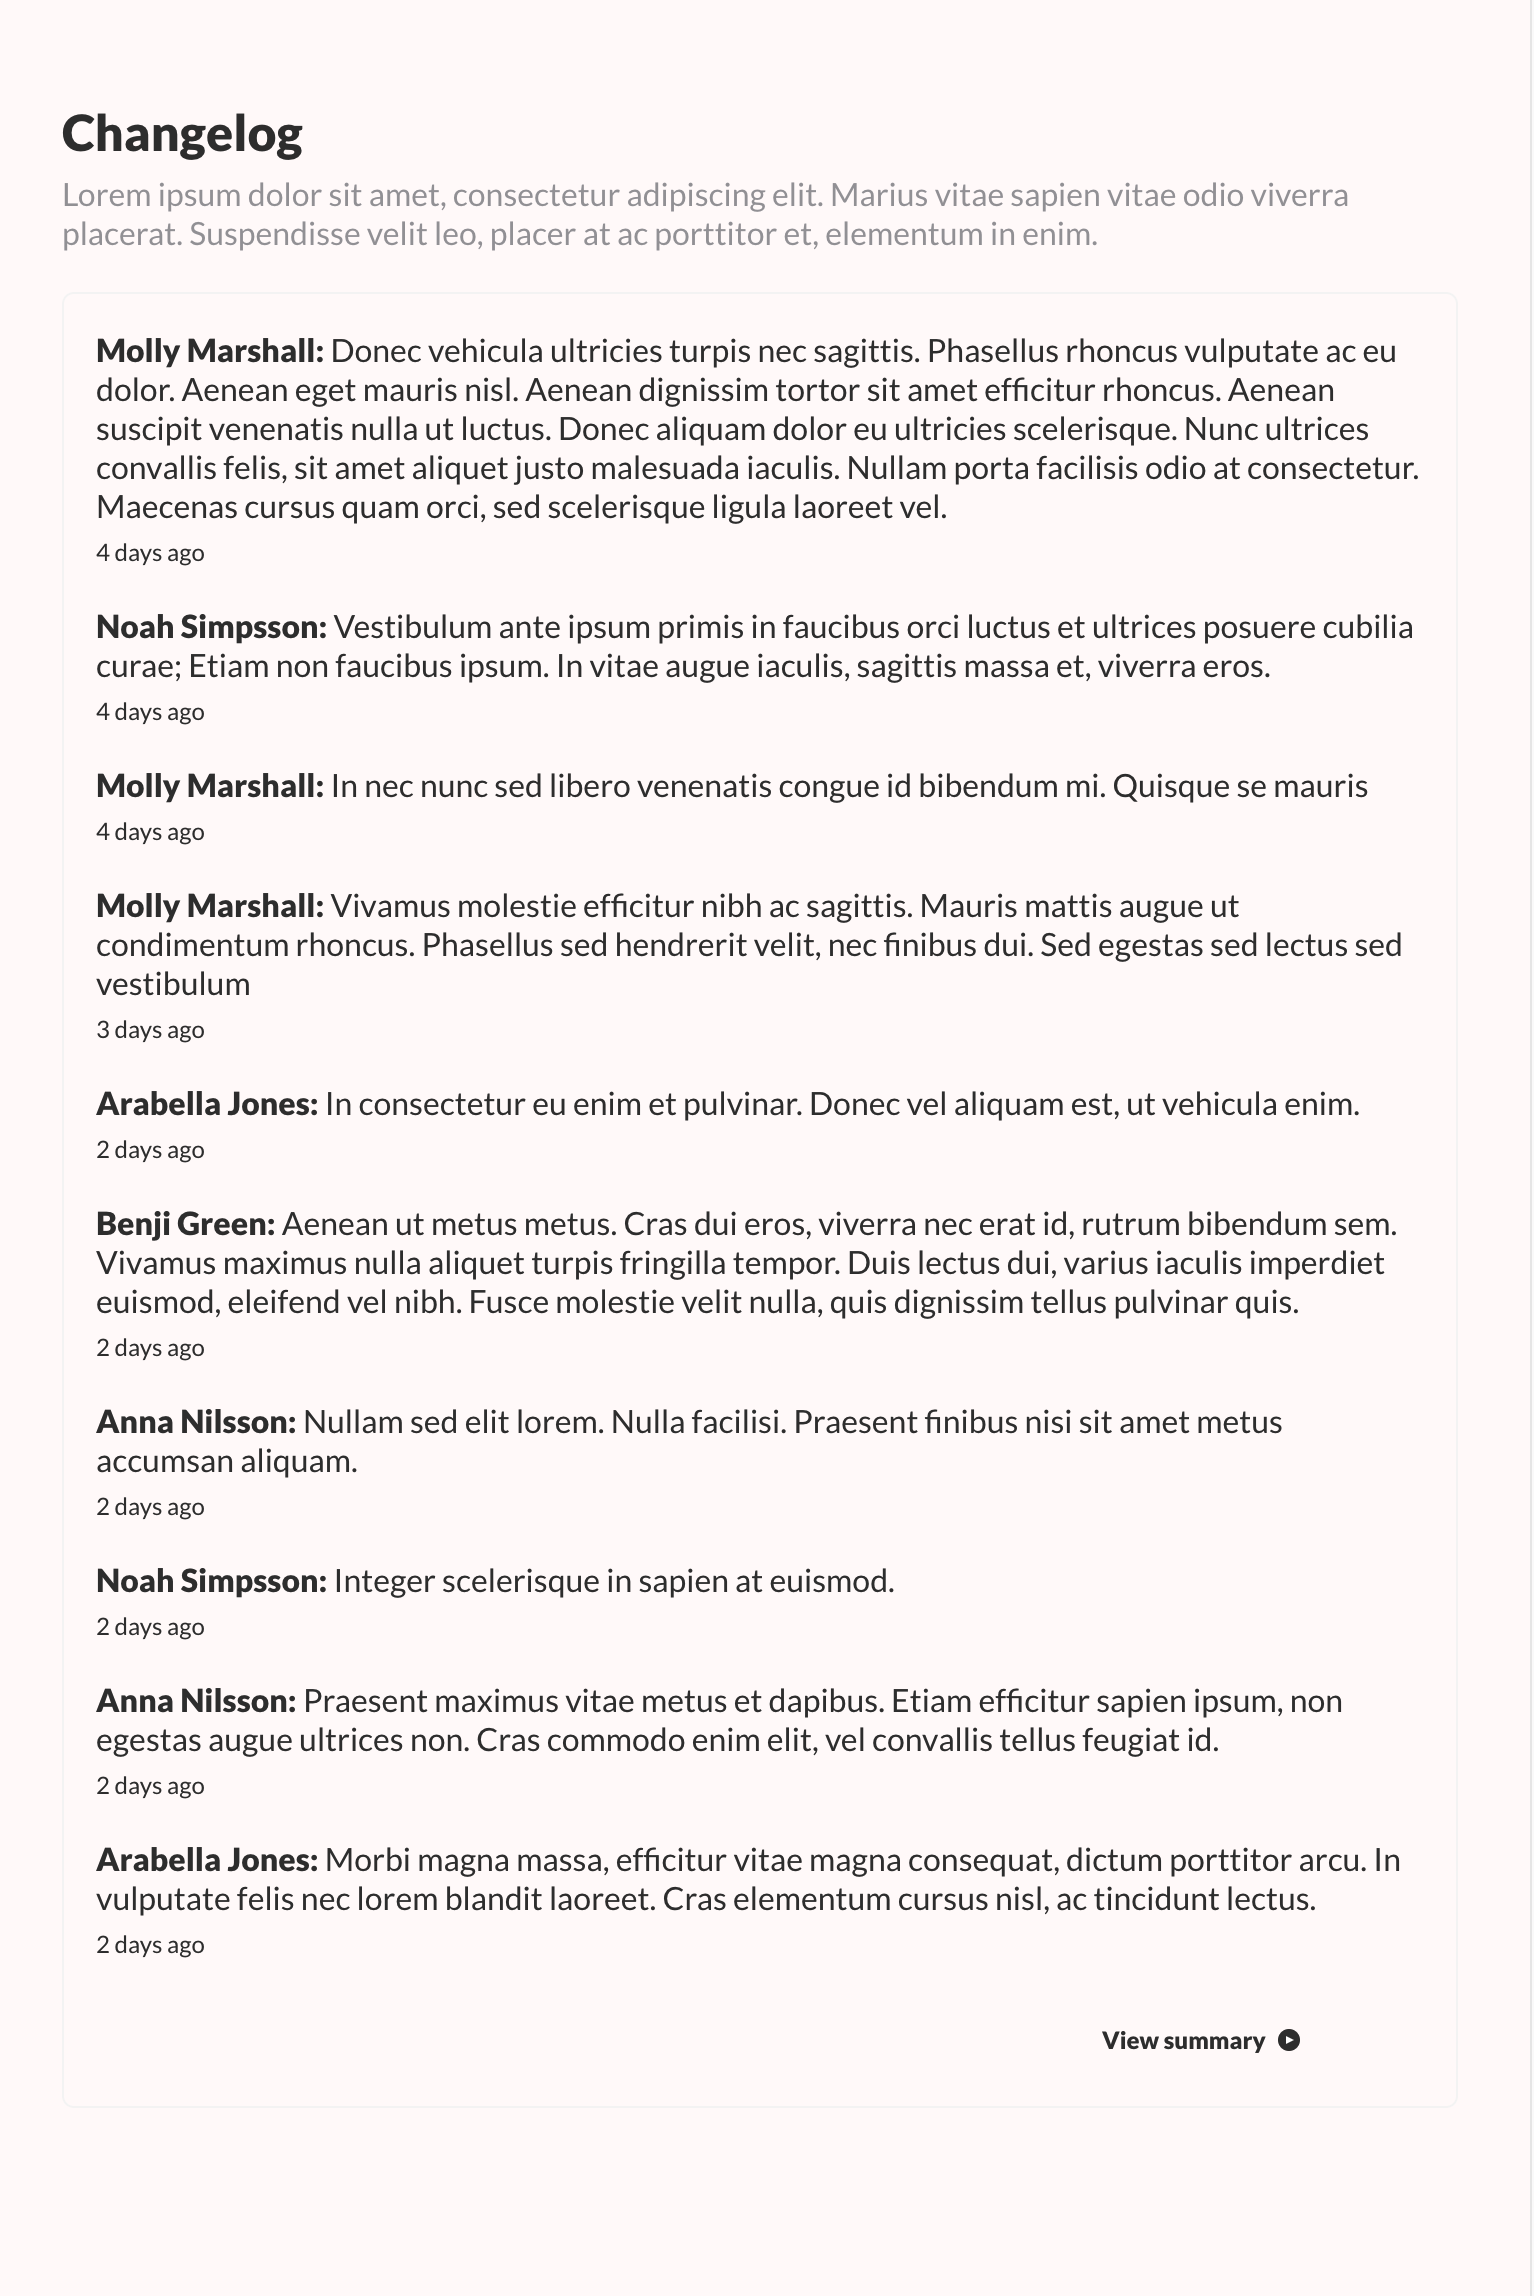 Changelog
Lorem ipsum dolor sit amet, consectetur adipiscing elit. Marius vitae sapien vitae odio viverra
placerat. Suspendisse velit leo, placer at ac porttitor et, elementum in enim.
Molly Marshall: Donec vehicula ultricies turpis nec sagittis. Phasellus rhoncus vulputate ac eu
dolor. Aenean eget mauris nisl. Aenean dignissim tortor sit amet efficitur rhoncus. Aenean
suscipit venenatis nulla ut luctus. Donec aliquam dolor eu ultricies scelerisque. Nunc ultrices
convallis felis, sit amet aliquet justo malesuada iaculis. Nullam porta facilisis odio at consectetur.
Maecenas cursus quam orci, sed scelerisque ligula laoreet vel.
4 days ago
Noah Simpsson: Vestibulum ante ipsum primis in faucibus orci luctus et ultrices posuere cubilia
curae; Etiam non faucibus ipsum. In vitae augue iaculis, sagittis massa et, viverra eros.
4 days ago
Molly Marshall: In nec nunc sed libero venenatis congue id bibendum mi. Quisque se mauris
4 days ago
Molly Marshall: Vivamus molestie efficitur nibh ac sagittis. Mauris mattis augue ut
condimentum rhoncus. Phasellus sed hendrerit velit, nec finibus dui. Sed egestas sed lectus sed
vestibulum
3 days ago
Arabella Jones: In consectetur eu enim et pulvinar. Donec vel aliquam est, ut vehicula enim.
2 days ago
Benji Green: Aenean ut metus metus. Cras dui eros, viverra nec erat id, rutrum bibendum sem.
Vivamus maximus nulla aliquet turpis fringilla tempor. Duis lectus dui, varius iaculis imperdiet
euismod, eleifend vel nibh. Fusce molestie velit nulla, quis dignissim tellus pulvinar quis.
2 days ago
Anna Nilsson: Nullam sed elit lorem. Nulla facilisi. Praesent finibus nisi sit amet metus
accumsan aliquam.
2 days ago
Noah Simpsson: Integer scelerisque in sapien at euismod.
2 days ago
Anna Nilsson: Praesent maximus vitae metus et dapibus. Etiam efficitur sapien ipsum, non
egestas augue ultrices non. Cras commodo enim elit, vel convallis tellus feugiat id.
2 days ago
Arabella Jones: Morbi magna massa, efficitur vitae magna consequat, dictum porttitor arcu. In
vulputate felis nec lorem blandit laoreet. Cras elementum cursus nisl, ac tincidunt lectus.
2 days ago
View summary